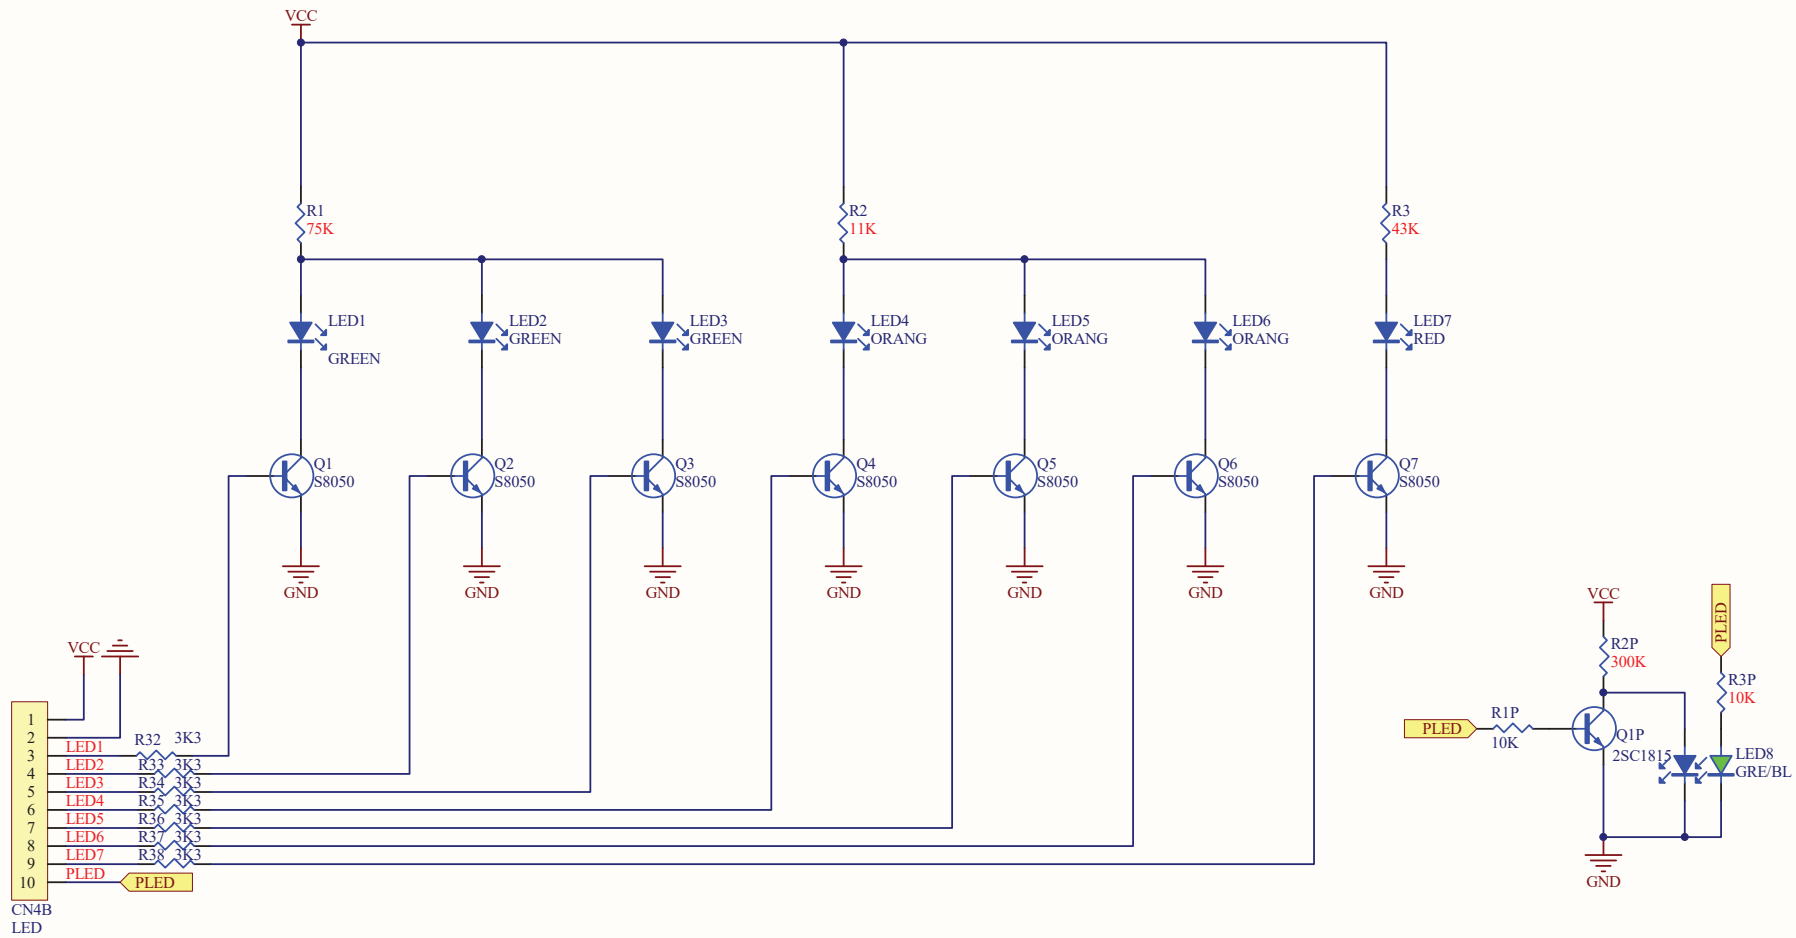 VCC
R1
75K
R2
11K
R3
43K
LED1
GREEN
LED2
GREEN
LED3
GREEN
LED4
ORANG
LED5
ORANG
LED6
ORANG
LED7
RED
Q1
S8050
Q2
S8050
Q3
S8050
Q4
S8050
Q5
S8050
Q6
S8050
Q7
S8050
GND
GND
GND
GND
GND
GND
GND
VCC
1
2
3
4
5
6
7
8
9
10
LED1
LED2
LED3
LED4
LED5
LED6
LED7
PLED
R32 3K3
R33 3K3
R34 3K3
R35 3K3
R36 3K3
R37 3K3
R38 3K3
PLED
CN4B
LED
VCC
R2P
300K
PLED
R3P
10K
PLED
R1P
10K
Q1P
2SC1815
LED8
GRE/BL
GND